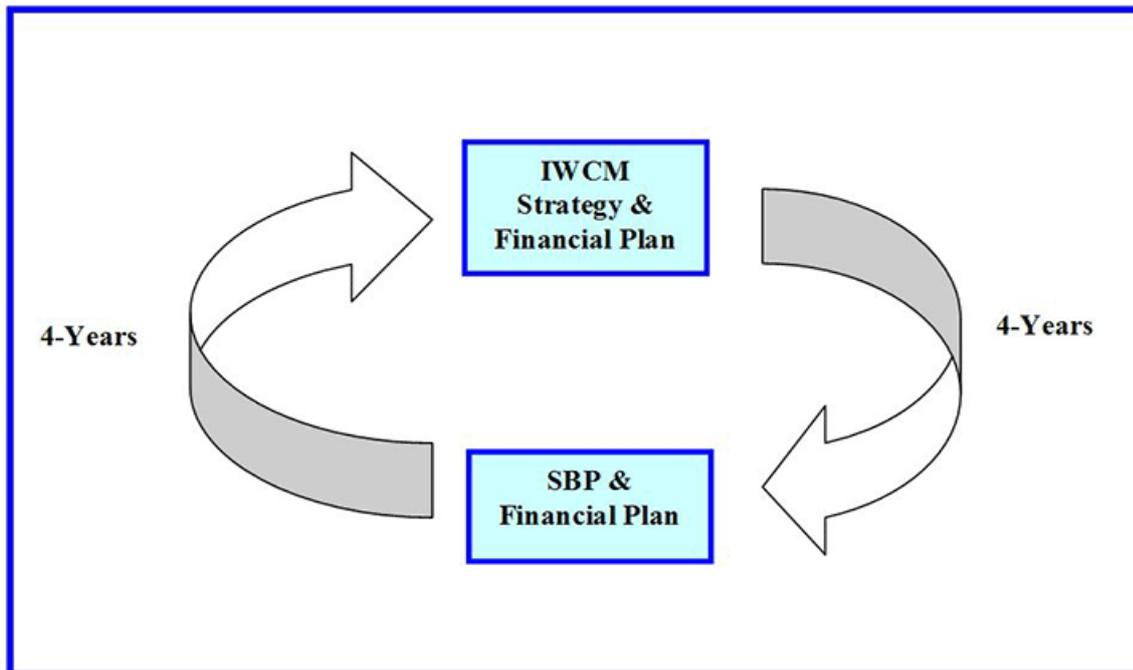 IWCM
Strategy &
Financial Plan
4-Years
4-Years
SBP &
Financial Plan